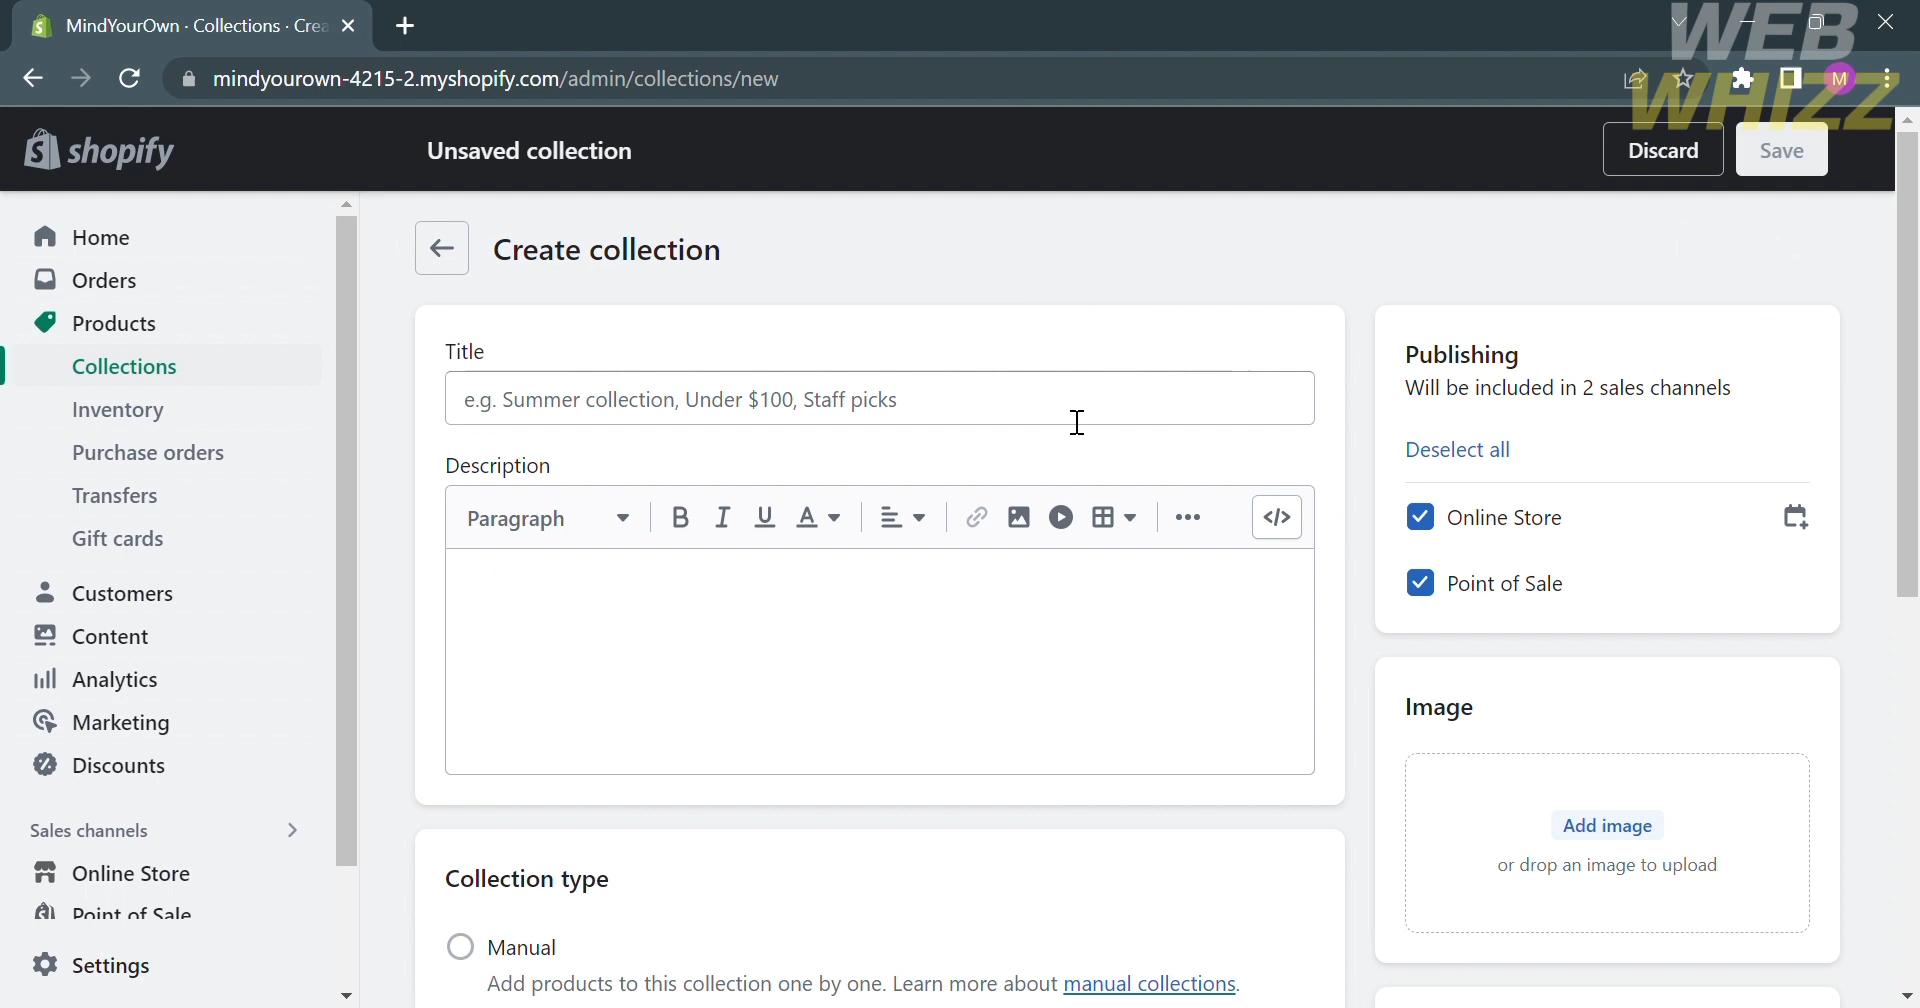 MindYourOwn · Collections · Crea
WEB
WHIZZ
mindyourown-4215-2.myshopify.com/admin/collections/new
M
shopify
Unsaved collection
Discard
Save
Home
Orders
Products
Collections
Inventory
Purchase orders
Transfers
Gift cards
Customers
Content
Analytics
Marketing
Discounts
Sales channels
Online Store
Point of Sale
Settings
Create collection
Title
e.g. Summer collection, Under $100, Staff picks
Description
Paragraph
B I U A
</>
Collection type
Manual
Add products to this collection one by one. Learn more about manual collections.
Publishing
Will be included in 2 sales channels
Deselect all
Online Store
Point of Sale
Image
Add image
or drop an image to upload